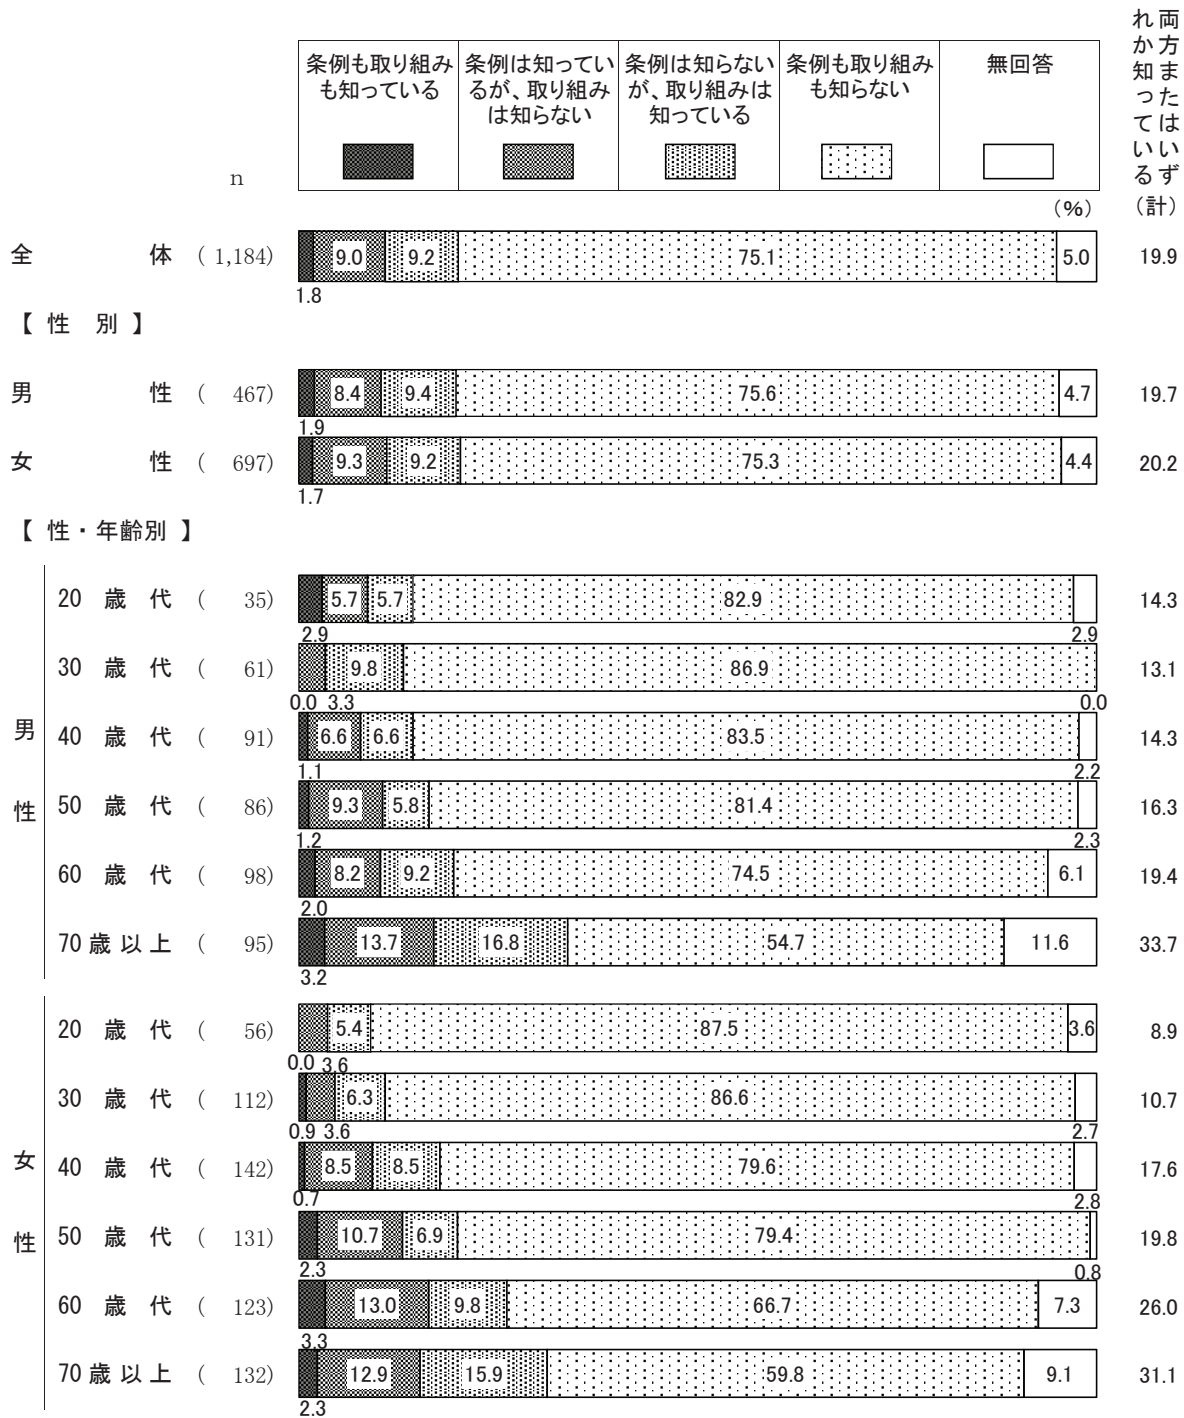 両方またはいず
れか知っている
(計)
条例も取り組み
も知っている
条例は知ってい
るが、取り組み
は知らない
条例は知らない
が、取り組みは
知っている
条例も取り組み
も知らない
無回答
n
(%)
全体 ( 1,184) 9.0 9.2 75.1 5.0 19.9
1.8
【 性 別 】
男性 ( 467) 8.4 9.4 75.6 4.7 19.7
1.9
女性 ( 697) 9.3 9.2 75.3 4.4 20.2
1.7
【 性・年齢別 】
男性
20 歳 代 ( 35) 5.7 5.7 82.9 14.3
2.9 2.9
30 歳 代 ( 61) 9.8 86.9 13.1
0.0 3.3 0.0
40 歳 代 ( 91) 6.6 6.6 83.5 14.3
1.1 2.2
50 歳 代 ( 86) 9.3 5.8 81.4 16.3
1.2 2.3
60 歳 代 ( 98) 8.2 9.2 74.5 6.1 19.4
2.0
70 歳 以 上 ( 95) 13.7 16.8 54.7 11.6 33.7
3.2
女性
20 歳 代 ( 56) 5.4 87.5 3.6 8.9
0.0 3.6
30 歳 代 ( 112) 6.3 86.6 10.7
0.9 3.6 2.7
40 歳 代 ( 142) 8.5 8.5 79.6 17.6
0.7 2.8
50 歳 代 ( 131) 10.7 6.9 79.4 19.8
2.3 0.8
60 歳 代 ( 123) 13.0 9.8 66.7 7.3 26.0
3.3
70 歳 以 上 ( 132) 12.9 15.9 59.8 9.1 31.1
2.3